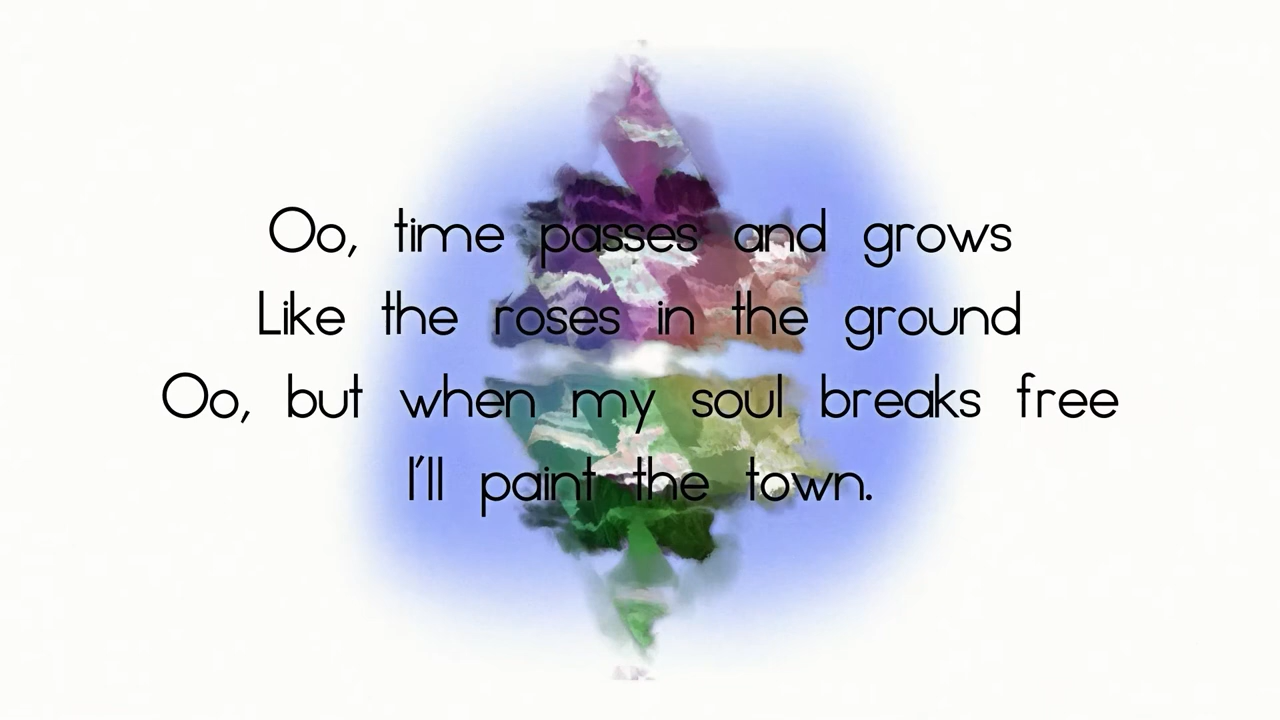 Oo, time passes and grows
Like the roses in the ground
Oo, but when my soul breaks free
I'll paint the town.